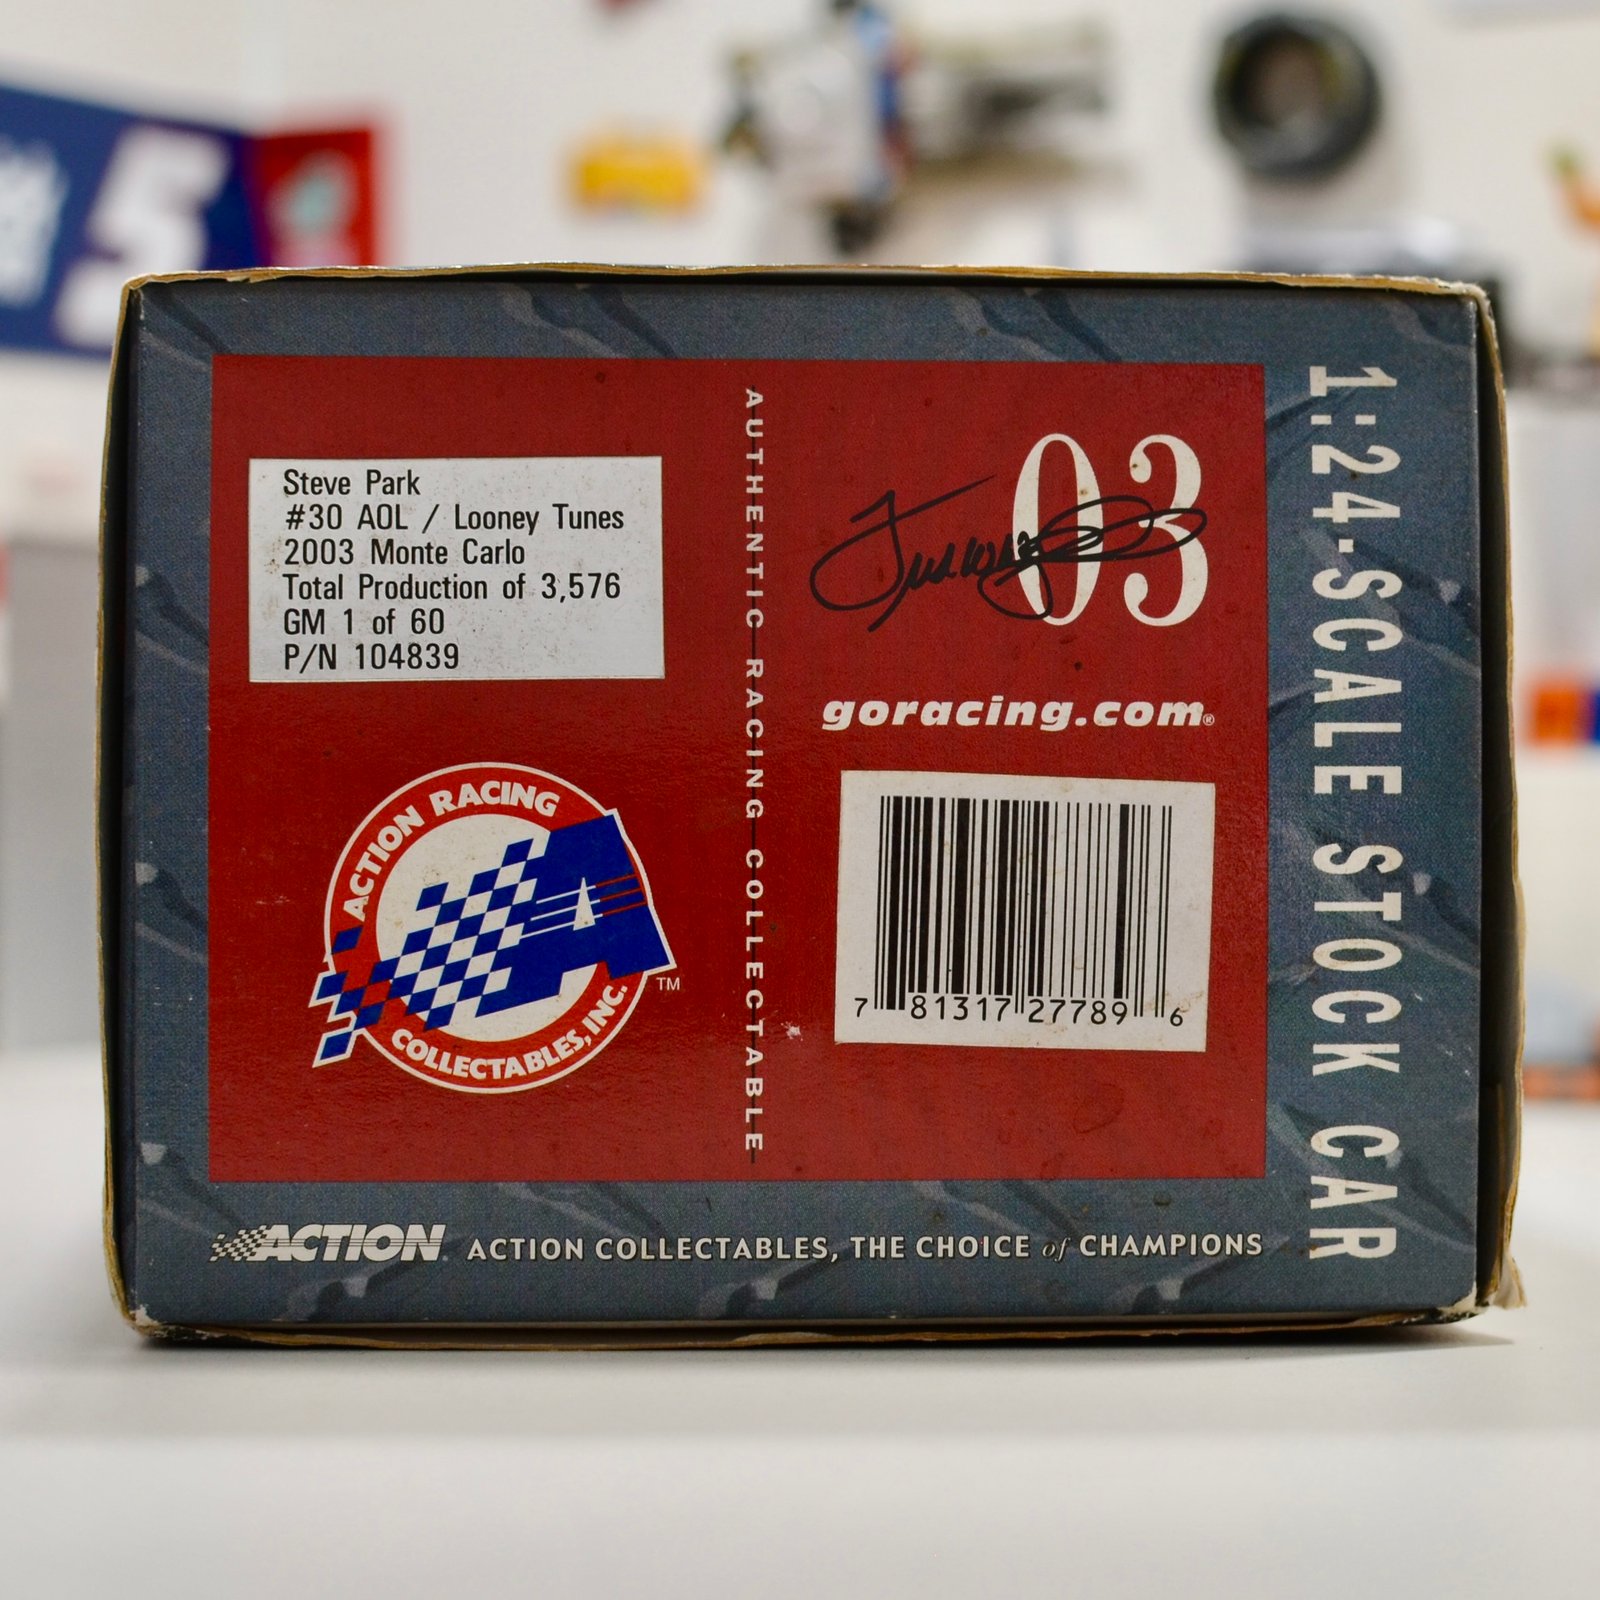 Steve Park
#30 AOL / Looney Tunes
2003 Monte Carlo
Total Production of 3,576
GM 1 of 60
P/N 104839
ACTION RACING
COLLECTABLES, INC.
TM
AUTHENTIC RACING COLLECTABLE
03
goracing.com®
7 81317 27789 6
1:24-SCALE STOCK CAR
ACTION
ACTION COLLECTABLES, THE CHOICE of CHAMPIONS
5